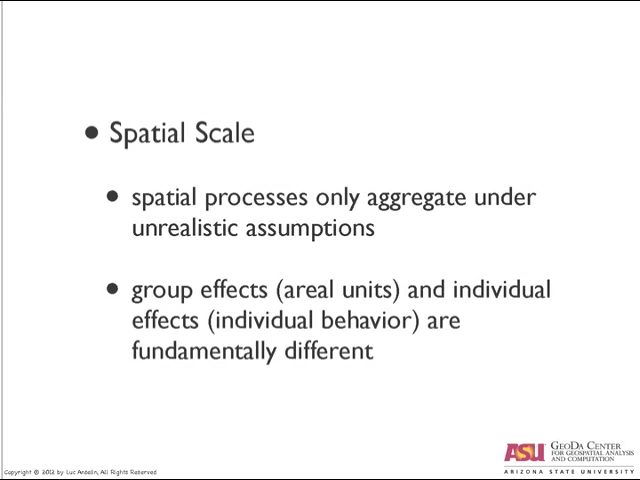 • Spatial Scale
• spatial processes only aggregate under
unrealistic assumptions
• group effects (areal units) and individual
effects (individual behavior) are
fundamentally different
Copyright © 2012 by Luc Anselin, All Rights Reserved
ASU
GEODA CENTER
FOR GEOSPATIAL ANALYSIS
AND COMPUTATION
ARIZONA STATE UNIVERSITY